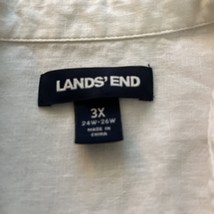 LANDS' END
3X
24W-26W
MADE IN
CHINA